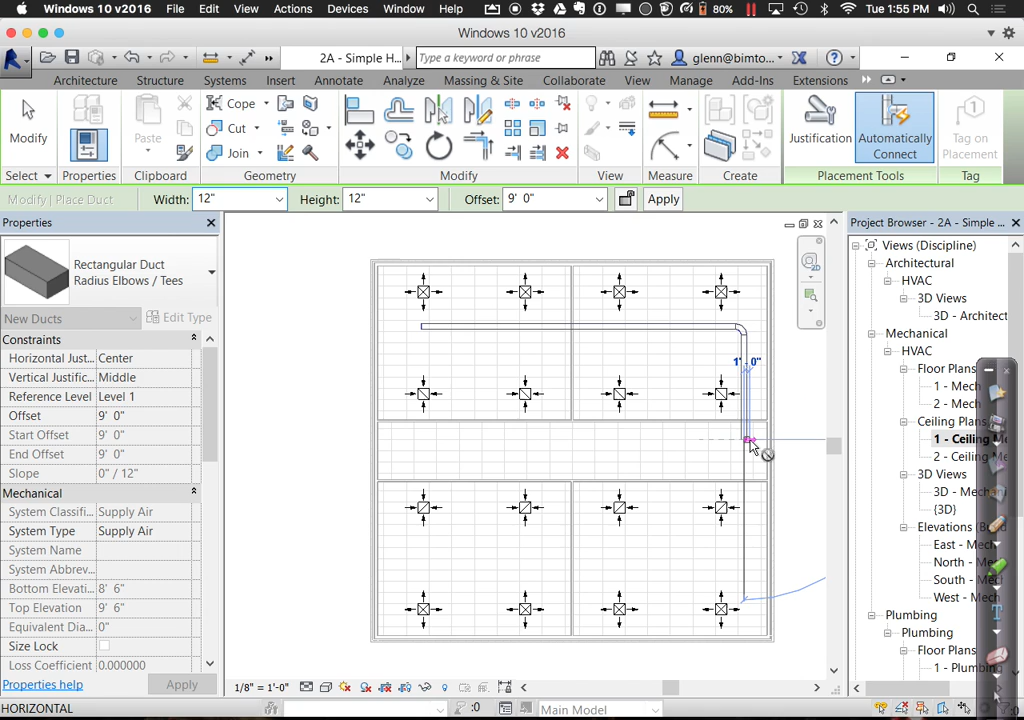 Windows 10 v2016 File Edit View Actions Devices Window Help 80% Tue 1:55 PM
Windows 10 v2016
2A - Simple H... Type a keyword or phrase glenn@bimto...
Architecture Structure Systems Insert Annotate Analyze Massing & Site Collaborate View Manage Add-Ins Extensions
Modify Paste Cope Cut Join Justification Automatically Connect Tag on Placement
Select Properties Clipboard Geometry Modify View Measure Create Placement Tools Tag
Modify | Place Duct Width: 12" Height: 12" Offset: 9' 0" Apply
Properties
Project Browser - 2A - Simple ...
Rectangular Duct
Radius Elbows / Tees
New Ducts Edit Type
Constraints
Horizontal Just... Center
Vertical Justific... Middle
Reference Level Level 1
Offset 9' 0"
Start Offset 9' 0"
End Offset 9' 0"
Slope 0" / 12"
Mechanical
System Classifi... Supply Air
System Type Supply Air
System Name
System Abbrev...
Bottom Elevati... 8' 6"
Top Elevation 9' 6"
Equivalent Dia... 0"
Size Lock
Loss Coefficient 0.000000
Properties help Apply
2D
1' - 0"
Views (Discipline)
Architectural
HVAC
3D Views
3D - Architect
Mechanical
HVAC
Floor Plans
1 - Mech
2 - Mech
Ceiling Plans
1 - Ceiling Me
2 - Ceiling Me
3D Views
3D - Mechani
{3D}
Elevations (Bu
East - Mech
North - Me
South - Me
West - Mech
Plumbing
Plumbing
Floor Plans
1 - Plumbin
1/8" = 1'-0"
HORIZONTAL :0 Main Model :0